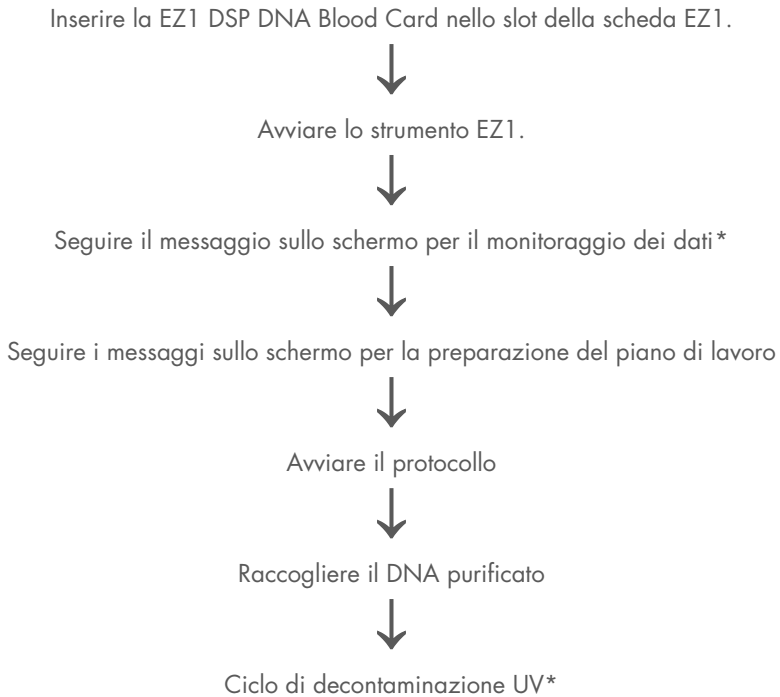 Inserire la EZ1 DSP DNA Blood Card nello slot della scheda EZ1.
Avviare lo strumento EZ1.
Seguire il messaggio sullo schermo per il monitoraggio dei dati*
Seguire i messaggi sullo schermo per la preparazione del piano di lavoro
Avviare il protocollo
Raccogliere il DNA purificato
Ciclo di decontaminazione UV*